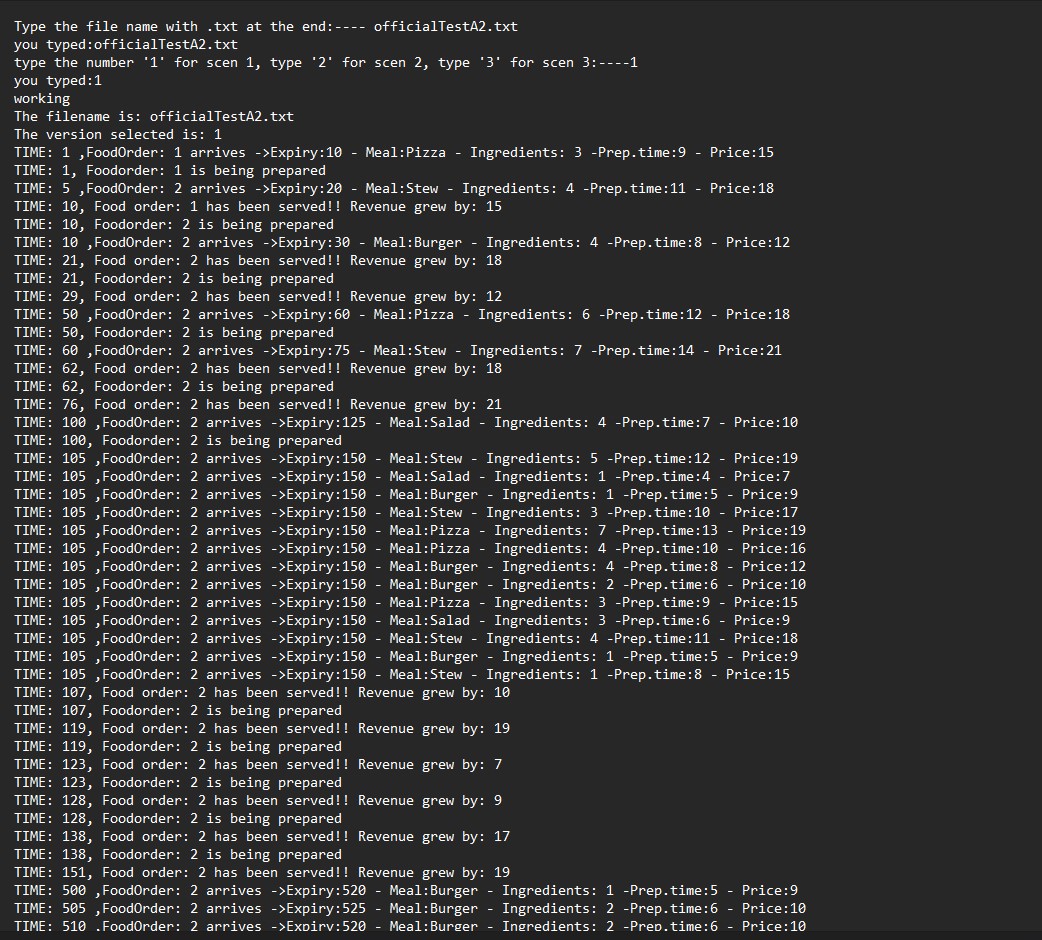 Type the file name with .txt at the end:---- officialTestA2.txt
you typed:officialTestA2.txt
type the number '1' for scen 1, type '2' for scen 2, type '3' for scen 3:----1
you typed:1
working
The filename is: officialTestA2.txt
The version selected is: 1
TIME: 1 ,FoodOrder: 1 arrives ->Expiry:10 - Meal:Pizza - Ingredients: 3 -Prep.time:9 - Price:15
TIME: 1, Foodorder: 1 is being prepared
TIME: 5 ,FoodOrder: 2 arrives ->Expiry:20 - Meal:Stew - Ingredients: 4 -Prep.time:11 - Price:18
TIME: 10, Food order: 1 has been served!! Revenue grew by: 15
TIME: 10, Foodorder: 2 is being prepared
TIME: 10 ,FoodOrder: 2 arrives ->Expiry:30 - Meal:Burger - Ingredients: 4 -Prep.time:8 - Price:12
TIME: 21, Food order: 2 has been served!! Revenue grew by: 18
TIME: 21, Foodorder: 2 is being prepared
TIME: 29, Food order: 2 has been served!! Revenue grew by: 12
TIME: 50 ,FoodOrder: 2 arrives ->Expiry:60 - Meal:Pizza - Ingredients: 6 -Prep.time:12 - Price:18
TIME: 50, Foodorder: 2 is being prepared
TIME: 60 ,FoodOrder: 2 arrives ->Expiry:75 - Meal:Stew - Ingredients: 7 -Prep.time:14 - Price:21
TIME: 62, Food order: 2 has been served!! Revenue grew by: 18
TIME: 62, Foodorder: 2 is being prepared
TIME: 76, Food order: 2 has been served!! Revenue grew by: 21
TIME: 100 ,FoodOrder: 2 arrives ->Expiry:125 - Meal:Salad - Ingredients: 4 -Prep.time:7 - Price:10
TIME: 100, Foodorder: 2 is being prepared
TIME: 105 ,FoodOrder: 2 arrives ->Expiry:150 - Meal:Stew - Ingredients: 5 -Prep.time:12 - Price:19
TIME: 105 ,FoodOrder: 2 arrives ->Expiry:150 - Meal:Salad - Ingredients: 1 -Prep.time:4 - Price:7
TIME: 105 ,FoodOrder: 2 arrives ->Expiry:150 - Meal:Burger - Ingredients: 1 -Prep.time:5 - Price:9
TIME: 105 ,FoodOrder: 2 arrives ->Expiry:150 - Meal:Stew - Ingredients: 3 -Prep.time:10 - Price:17
TIME: 105 ,FoodOrder: 2 arrives ->Expiry:150 - Meal:Pizza - Ingredients: 7 -Prep.time:13 - Price:19
TIME: 105 ,FoodOrder: 2 arrives ->Expiry:150 - Meal:Pizza - Ingredients: 4 -Prep.time:10 - Price:16
TIME: 105 ,FoodOrder: 2 arrives ->Expiry:150 - Meal:Burger - Ingredients: 4 -Prep.time:8 - Price:12
TIME: 105 ,FoodOrder: 2 arrives ->Expiry:150 - Meal:Burger - Ingredients: 2 -Prep.time:6 - Price:10
TIME: 105 ,FoodOrder: 2 arrives ->Expiry:150 - Meal:Pizza - Ingredients: 3 -Prep.time:9 - Price:15
TIME: 105 ,FoodOrder: 2 arrives ->Expiry:150 - Meal:Salad - Ingredients: 3 -Prep.time:6 - Price:9
TIME: 105 ,FoodOrder: 2 arrives ->Expiry:150 - Meal:Stew - Ingredients: 4 -Prep.time:11 - Price:18
TIME: 105 ,FoodOrder: 2 arrives ->Expiry:150 - Meal:Burger - Ingredients: 1 -Prep.time:5 - Price:9
TIME: 105 ,FoodOrder: 2 arrives ->Expiry:150 - Meal:Stew - Ingredients: 1 -Prep.time:8 - Price:15
TIME: 107, Food order: 2 has been served!! Revenue grew by: 10
TIME: 107, Foodorder: 2 is being prepared
TIME: 119, Food order: 2 has been served!! Revenue grew by: 19
TIME: 119, Foodorder: 2 is being prepared
TIME: 123, Food order: 2 has been served!! Revenue grew by: 7
TIME: 123, Foodorder: 2 is being prepared
TIME: 128, Food order: 2 has been served!! Revenue grew by: 9
TIME: 128, Foodorder: 2 is being prepared
TIME: 138, Food order: 2 has been served!! Revenue grew by: 17
TIME: 138, Foodorder: 2 is being prepared
TIME: 151, Food order: 2 has been served!! Revenue grew by: 19
TIME: 500 ,FoodOrder: 2 arrives ->Expiry:520 - Meal:Burger - Ingredients: 1 -Prep.time:5 - Price:9
TIME: 505 ,FoodOrder: 2 arrives ->Expiry:525 - Meal:Burger - Ingredients: 2 -Prep.time:6 - Price:10
TIME: 510 ,FoodOrder: 2 arrives ->Expiry:520 - Meal:Burger - Ingredients: 2 -Prep.time:6 - Price:10